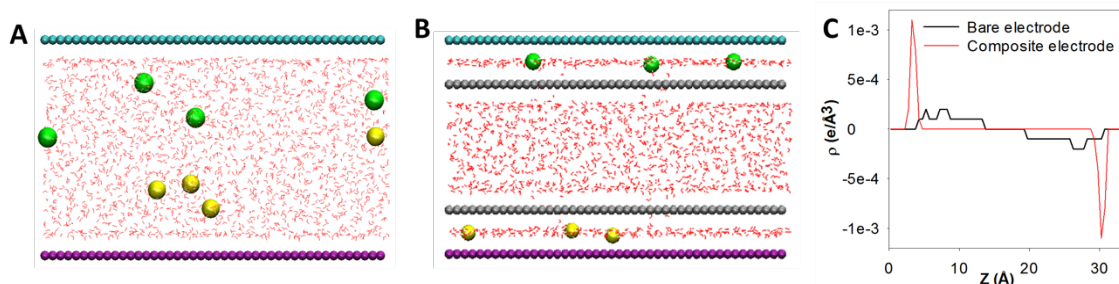 A
B
C
Bare electrode
Composite electrode
ρ (e/Å³)
1e-3
5e-4
0
-5e-4
-1e-3
0 10 20 30
Z (Å)